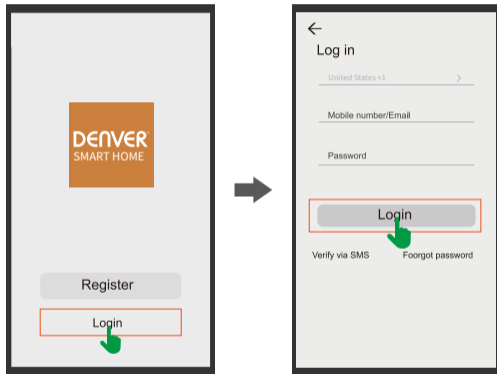 DENVER
SMART HOME
Register
Login
Log in
United States +1
Mobile number/Email
Password
Login
Verify via SMS
Foorgot password